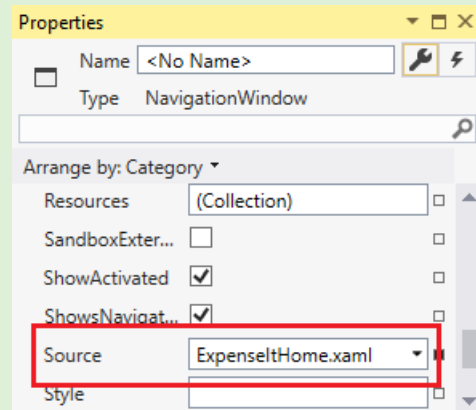 Properties
Name <No Name>
Type NavigationWindow
Arrange by: Category
Resources (Collection)
SandboxExter...
ShowActivated
ShowsNavigat...
Source ExpenseItHome.xaml
Style